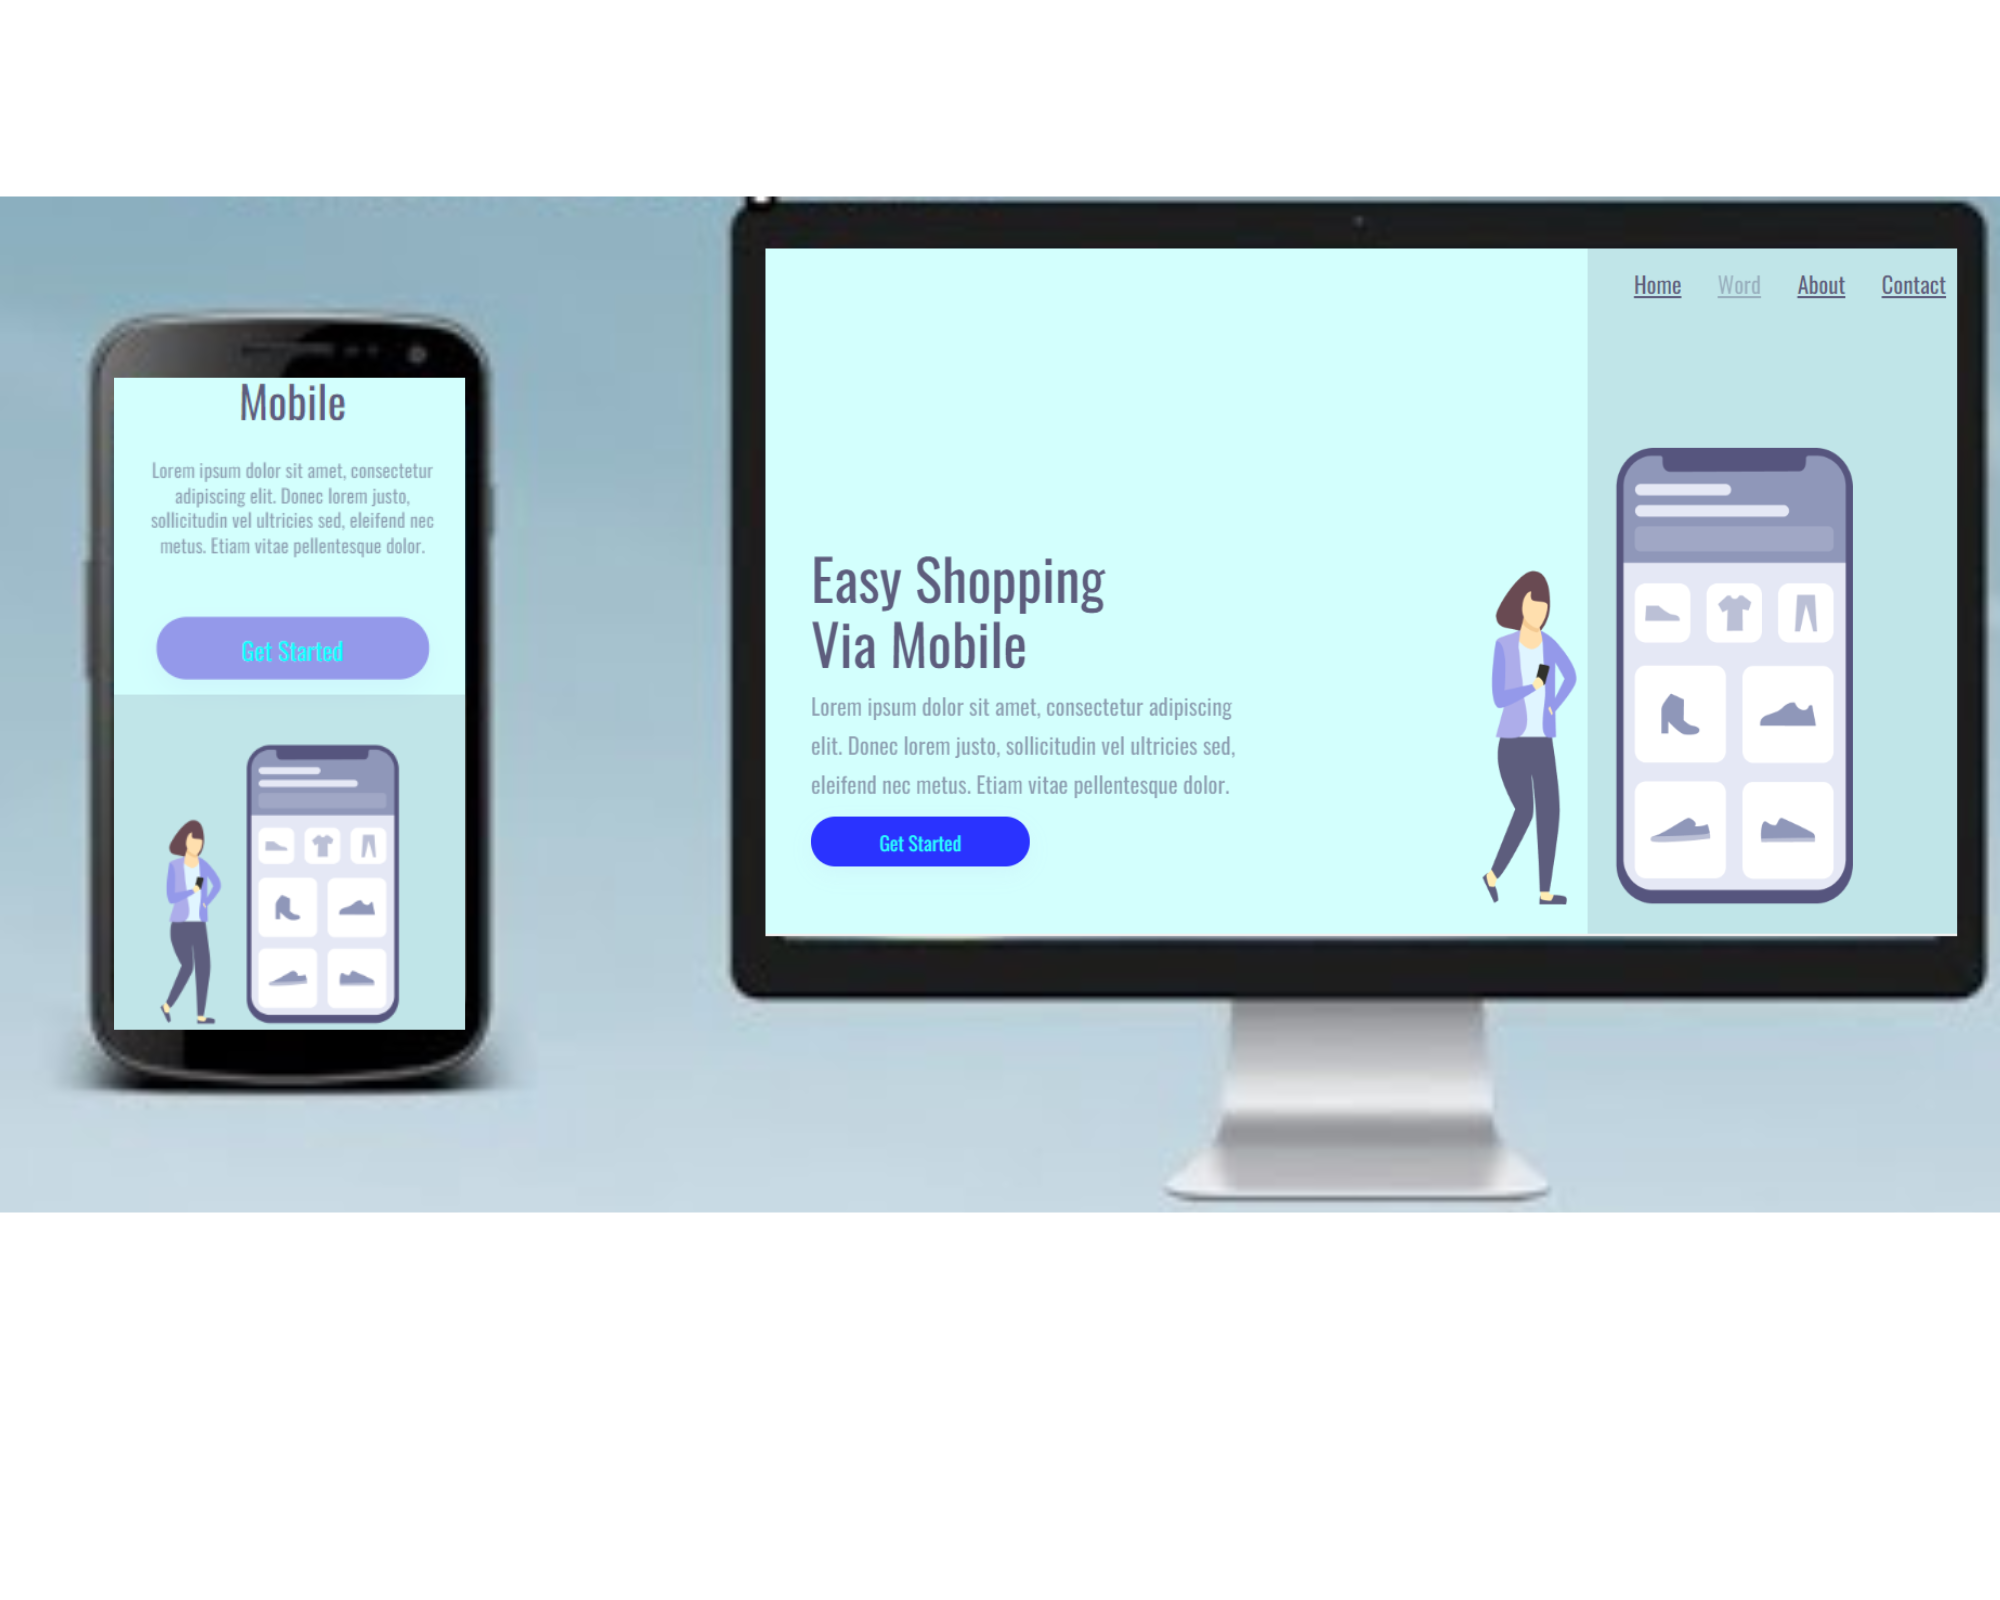 Mobile
Lorem ipsum dolor sit amet, consectetur
adipiscing elit. Donec lorem justo,
sollicitudin vel ultricies sed, eleifend nec
metus. Etiam vitae pellentesque dolor.
Get Started
Home Word About Contact
Easy Shopping
Via Mobile
Lorem ipsum dolor sit amet, consectetur adipiscing
elit. Donec lorem justo, sollicitudin vel ultricies sed,
eleifend nec metus. Etiam vitae pellentesque dolor.
Get Started